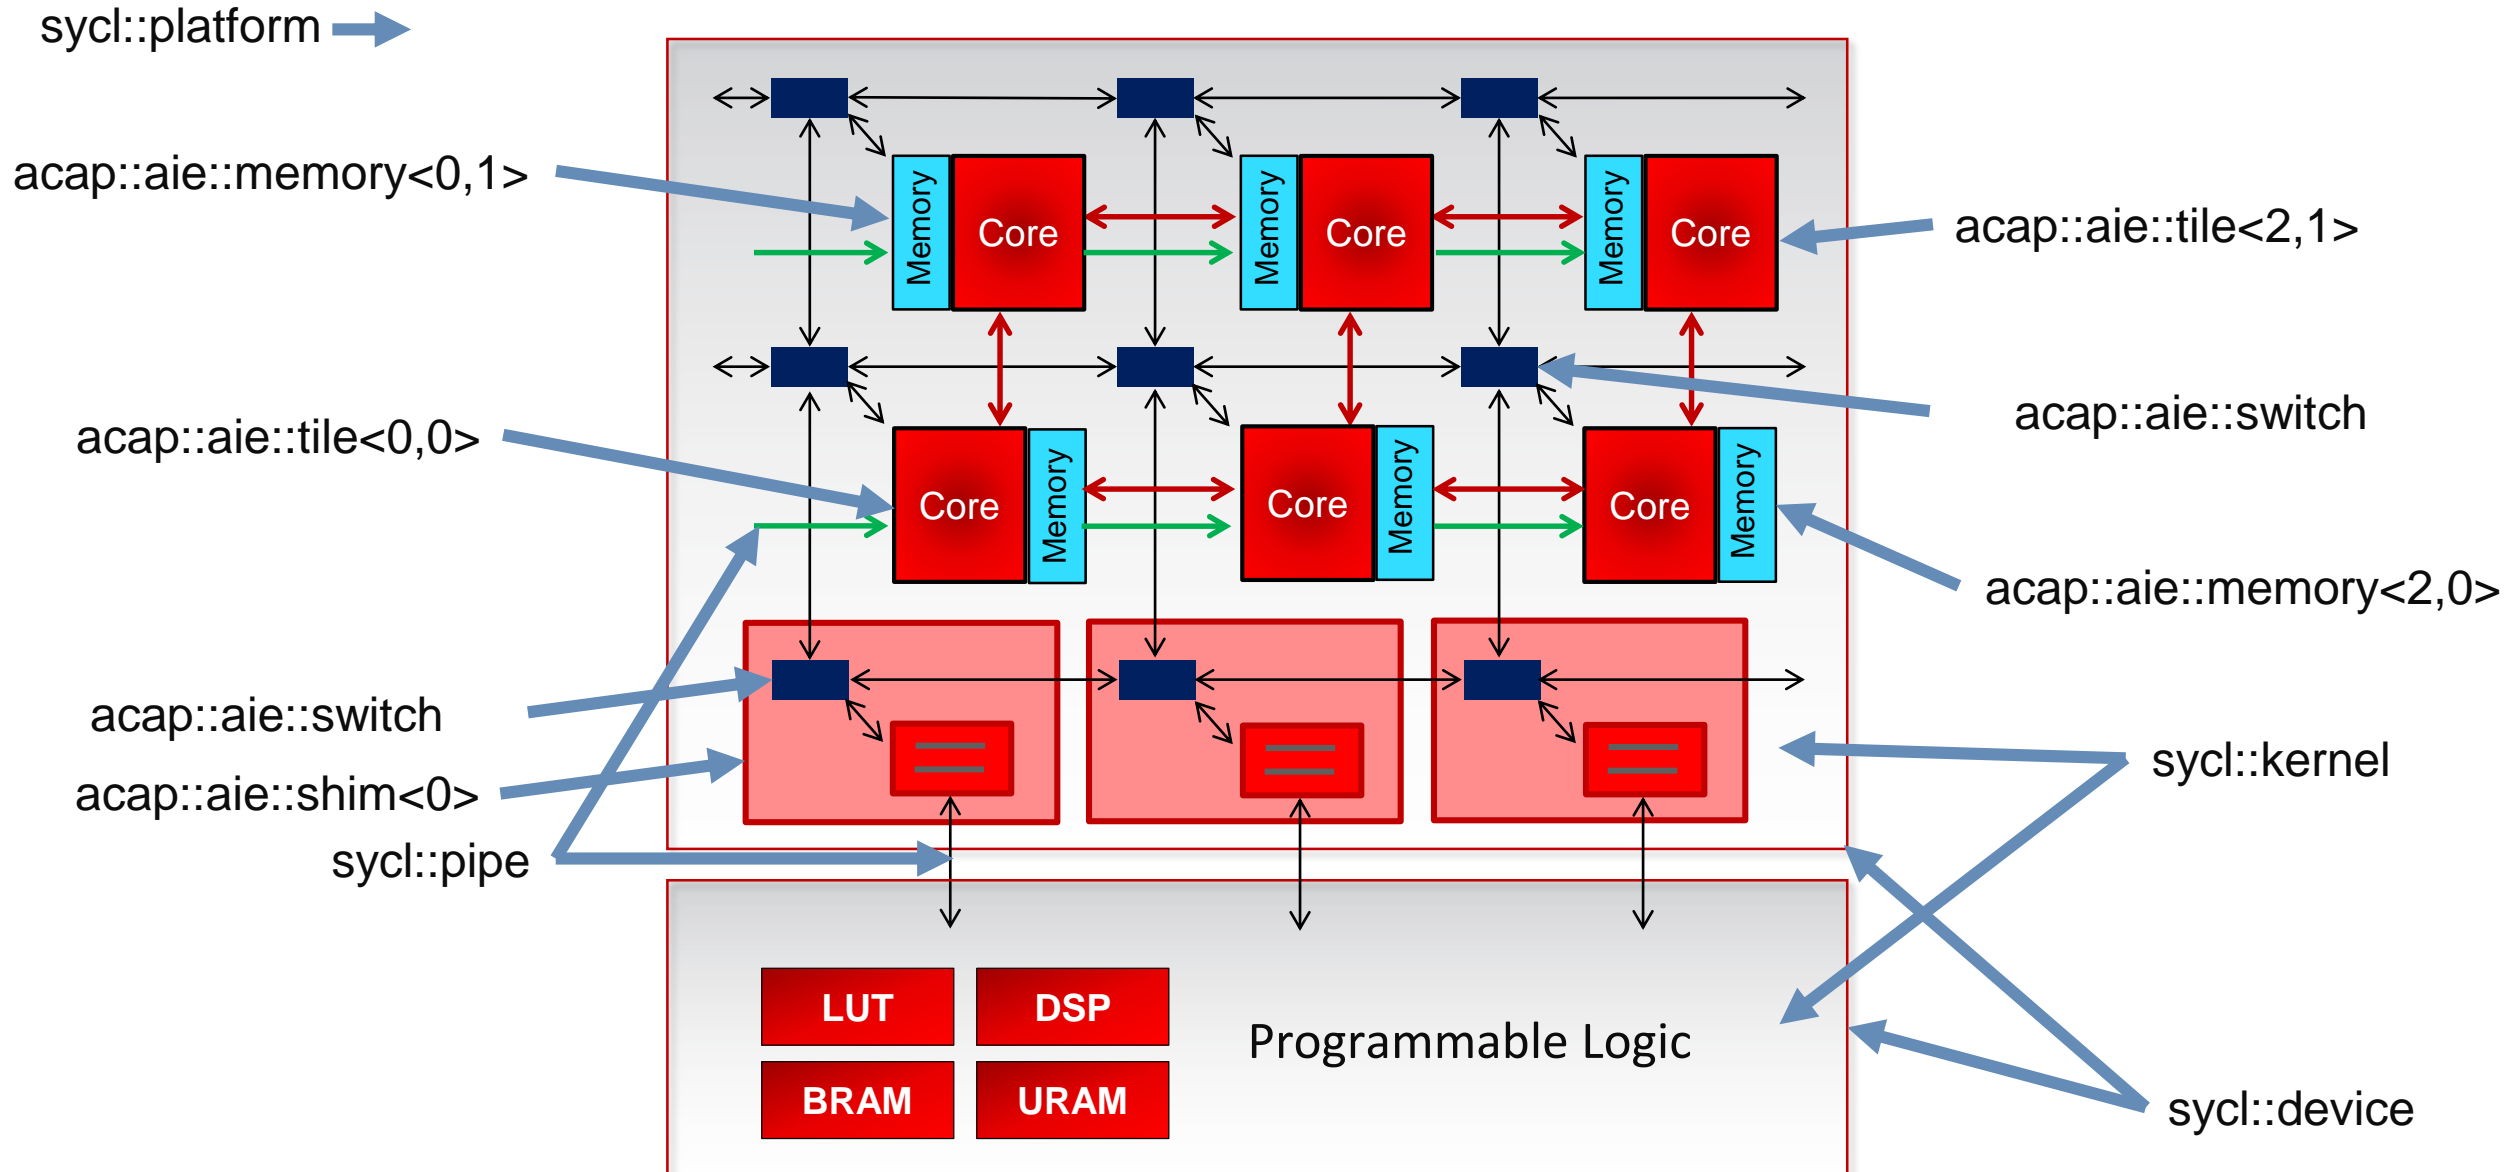 sycl::platform
acap::aie::memory<0,1>
Memory
Core
Memory
Core
Memory
Core
acap::aie::tile<2,1>
acap::aie::switch
acap::aie::tile<0,0>
Core
Memory
Core
Memory
Core
Memory
acap::aie::memory<2,0>
acap::aie::switch
acap::aie::shim<0>
sycl::kernel
sycl::pipe
LUT
DSP
Programmable Logic
BRAM
URAM
sycl::device